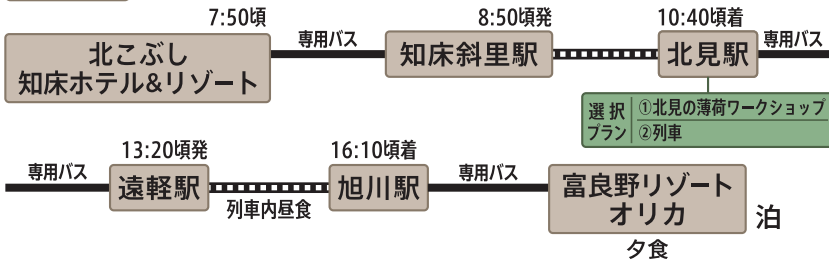 7:50頃
8:50頃発
10:40頃着
北こぶし
知床ホテル&リゾート
専用バス
知床斜里駅
北見駅
専用バス
選択
プラン
①北見の薄荷ワークショップ
②列車
13:20頃発
16:10頃着
専用バス
遠軽駅
列車内昼食
旭川駅
専用バス
富良野リゾート
オリカ
泊
夕食